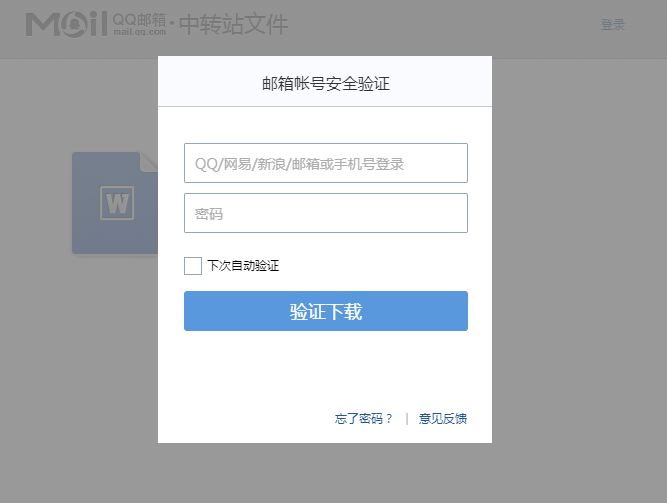 Mail QQ邮箱 mail.qq.com · 中转站文件
登录
邮箱帐号安全验证
QQ/网易/新浪/邮箱或手机号登录
密码
W
下次自动验证
验证下载
忘了密码？ | 意见反馈